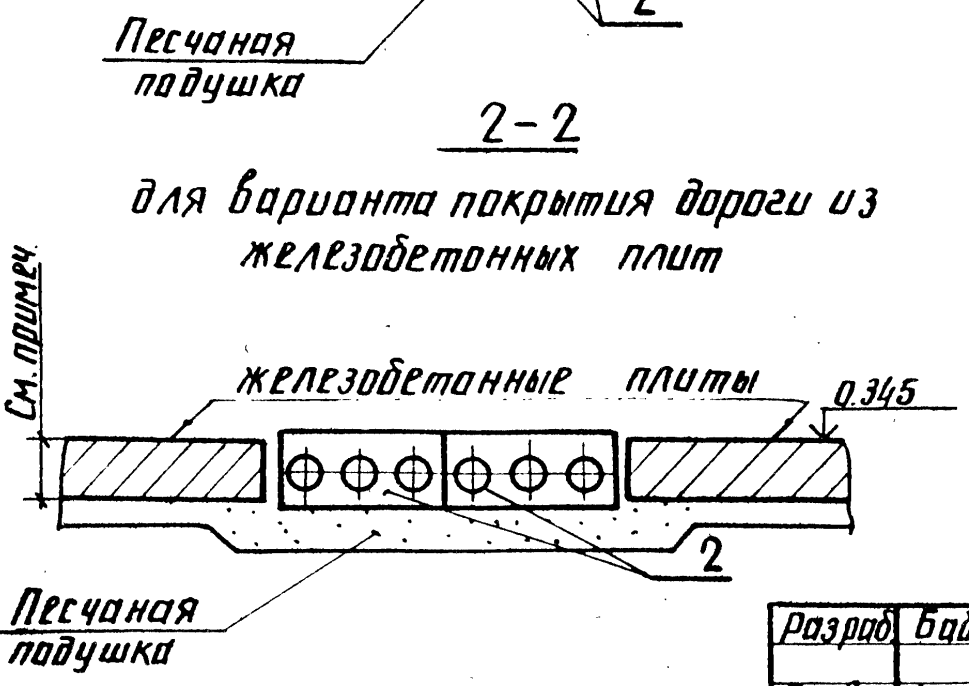 2
Песчаная
подушка
2-2
для варианта покрытия дороги из
железобетонных плит
См. примеч.
железобетонные плиты
0.345
2
Песчаная
подушка
Разраб.